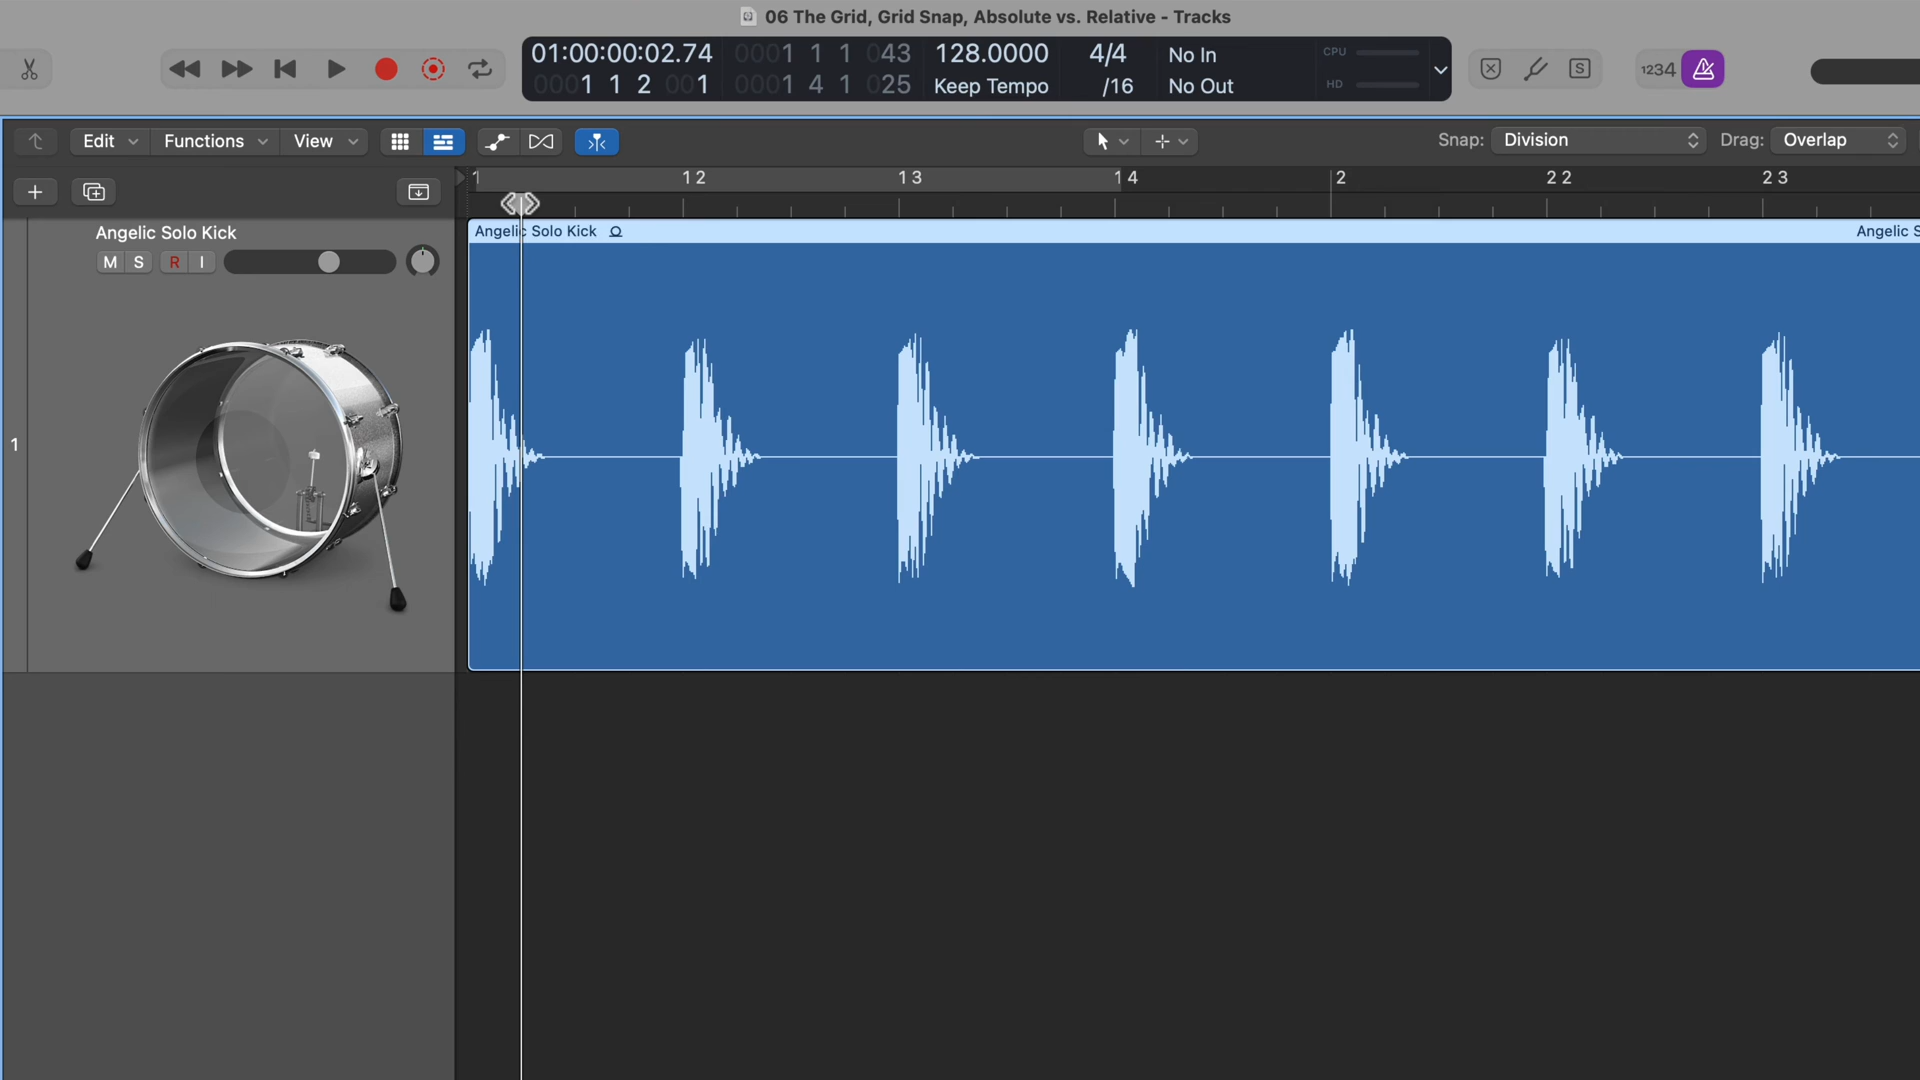 06 The Grid, Grid Snap, Absolute vs. Relative - Tracks
01:00:00:02.74 0001 1 1 043 128.0000 4/4 No In CPU
0001 1 2 001 0001 4 1 025 Keep Tempo /16 No Out HD
S 1234
Edit Functions View Snap: Division Drag: Overlap
1 1 2 1 3 1 4 2 2 2 2 3
Angelic Solo Kick
M S R I
Angelic Solo Kick Angelic S
1